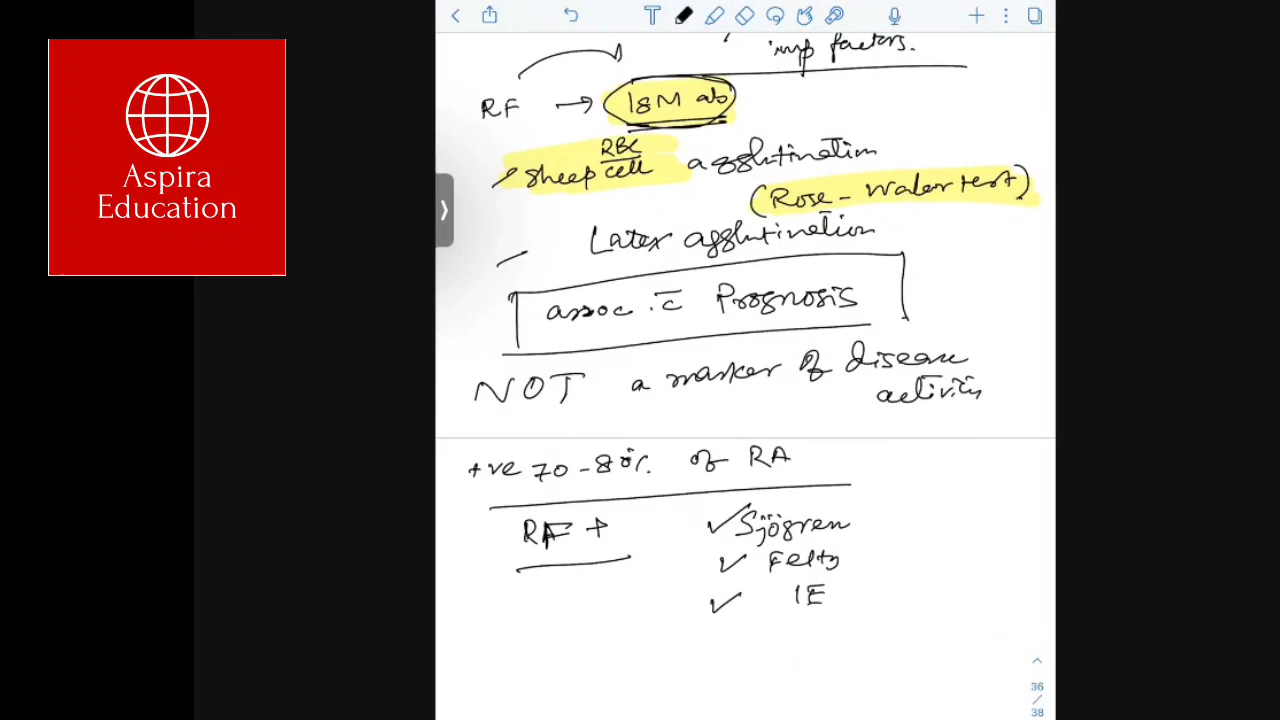 Aspira
Education
imp factors.
RF → IgM ab
RBC
sheep cell agglutination
(Rose-Waler test)
Latex agglutination
assoc. c̄ Prognosis
NOT a marker of disease
activity
+ve 70-80% of RA
RF + ✓ Sjögren
✓ Felty
✓ IE
36
/
38